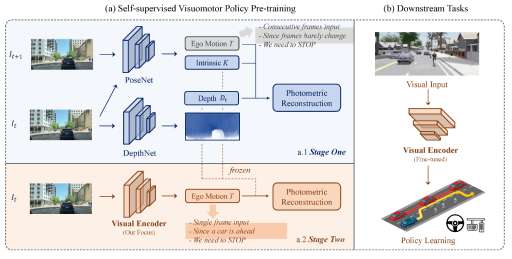 (a) Self-supervised Visuomotor Policy Pre-training
(b) Downstream Tasks
- Consecutive frames input
- Since frames barely change
- We need to STOP
I_{t+1}
Ego Motion T
Intrinsic K
PoseNet
Depth D_t
Photometric
Reconstruction
I_t
DepthNet
a.1 Stage One
frozen
I_t
Ego Motion T
Photometric
Reconstruction
Visual Encoder
(Our Focus)
- Single frame input
- Since a car is ahead
- We need to STOP
a.2 Stage Two
Visual Input
Visual Encoder
(Fine-tuned)
Policy Learning